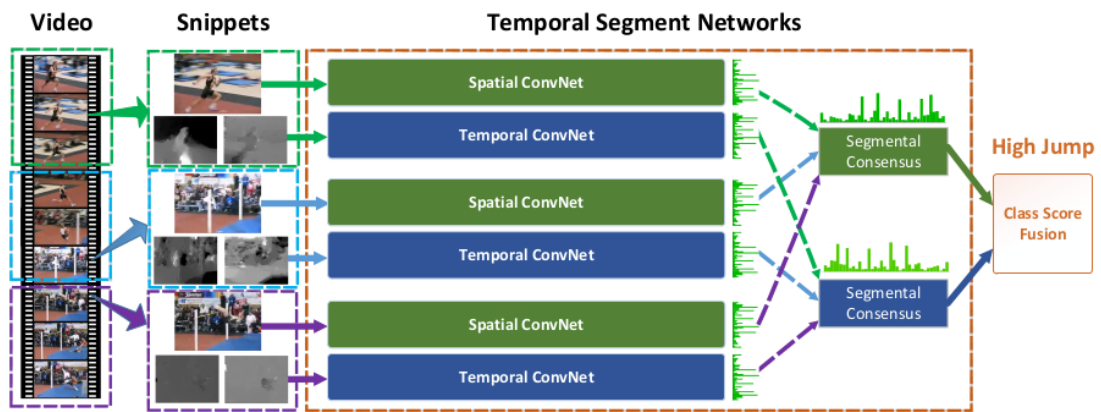 Video
Snippets
Temporal Segment Networks
Spatial ConvNet
Temporal ConvNet
Segmental
Consensus
High Jump
Spatial ConvNet
Class Score
Fusion
Temporal ConvNet
Segmental
Consensus
Spatial ConvNet
Temporal ConvNet